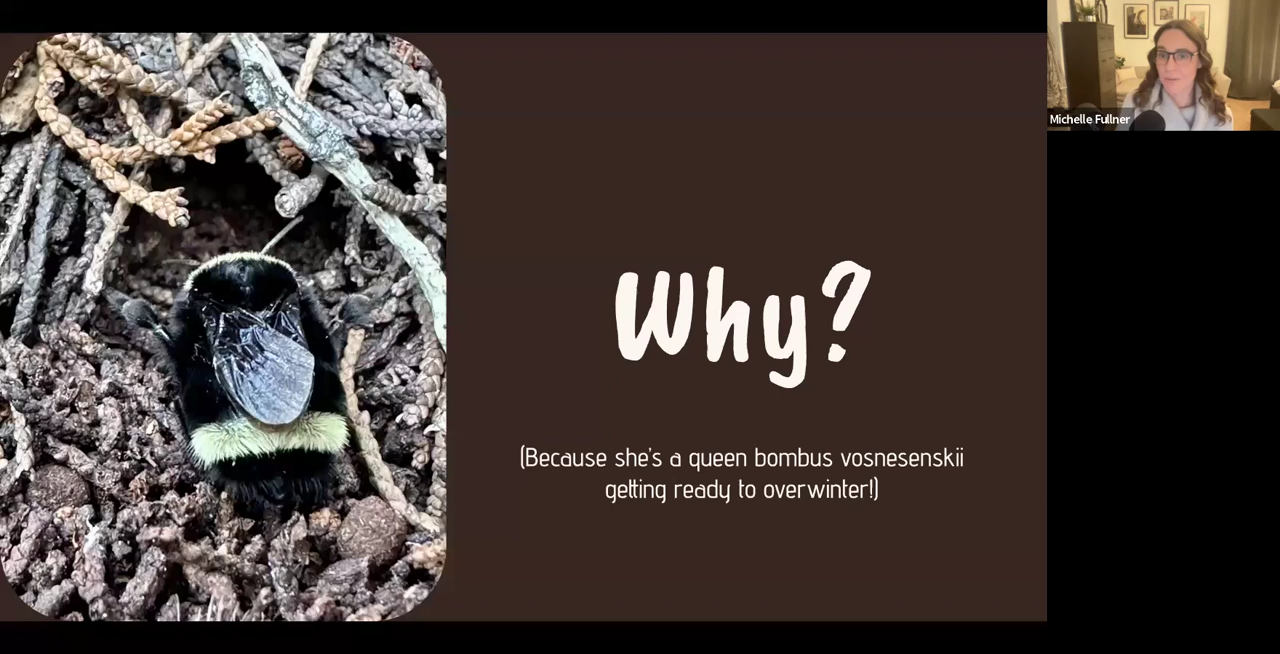 Why?
(Because she's a queen bombus vosnesenskii
getting ready to overwinter!)
Michelle Fullner